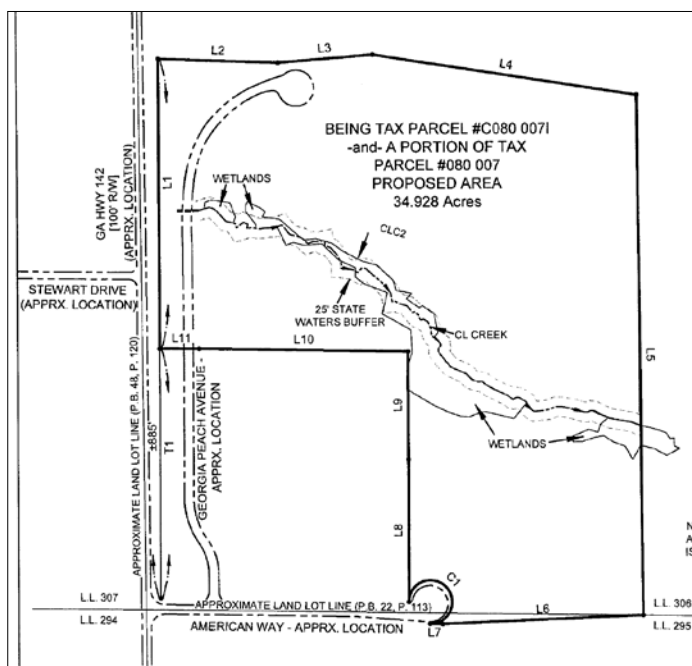 L2
L3
L4
BEING TAX PARCEL #C080 007I
-and- A PORTION OF TAX
PARCEL #080 007
PROPOSED AREA
34.928 Acres
GA HWY 142
[100' R/W]
(APPRX. LOCATION)
L1
WETLANDS
CLC2
STEWART DRIVE
(APPRX. LOCATION)
25' STATE
WATERS BUFFER
CL CREEK
L5
L11
L10
APPROXIMATE LAND LOT LINE (P.B. 48, P. 120)
±885'
T1
GEORGIA PEACH AVENUE -
APPRX. LOCATION
L9
WETLANDS
L8
N
A
IS
C1
L.L. 307
APPROXIMATE LAND LOT LINE (P.B. 22, P. 113)
L6
L.L. 306
L.L. 294
AMERICAN WAY - APPRX. LOCATION
L7
L.L. 295